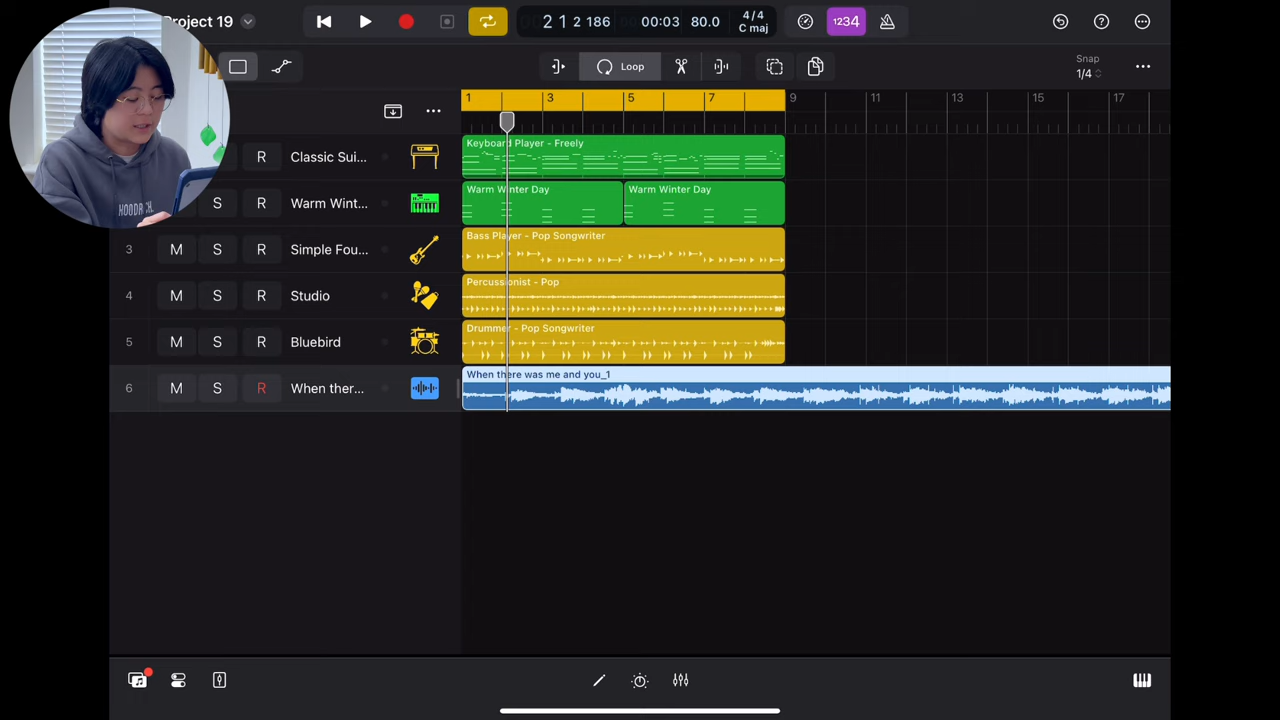 Project 19
2 1 2 186 00:03 80.0 4/4 C maj
1234
Loop
Snap
1/4
1 3 5 7 9 11 13 15 17
R Classic Sui...
Keyboard Player - Freely
S R Warm Wint...
Warm Winter Day Warm Winter Day
3 M S R Simple Fou...
Bass Player - Pop Songwriter
4 M S R Studio
Percussionist - Pop
5 M S R Bluebird
Drummer - Pop Songwriter
6 M S R When ther...
When there was me and you_1